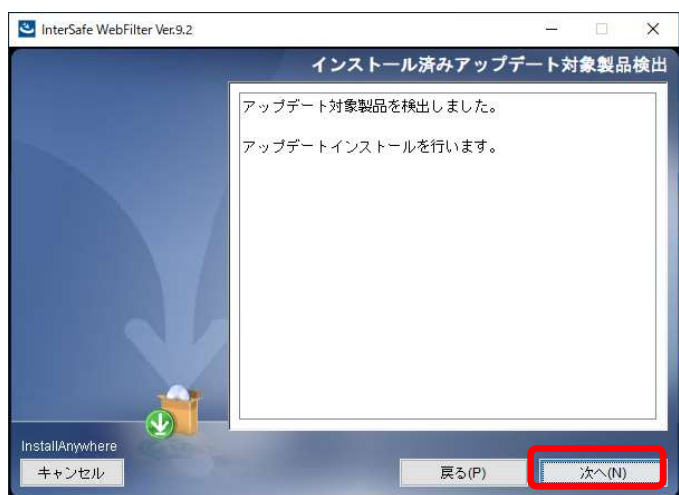 InterSafe WebFilter Ver.9.2
インストール済みアップデート対象製品検出
アップデート対象製品を検出しました。
アップデートインストールを行います。
InstallAnywhere
キャンセル
戻る(P)
次へ(N)